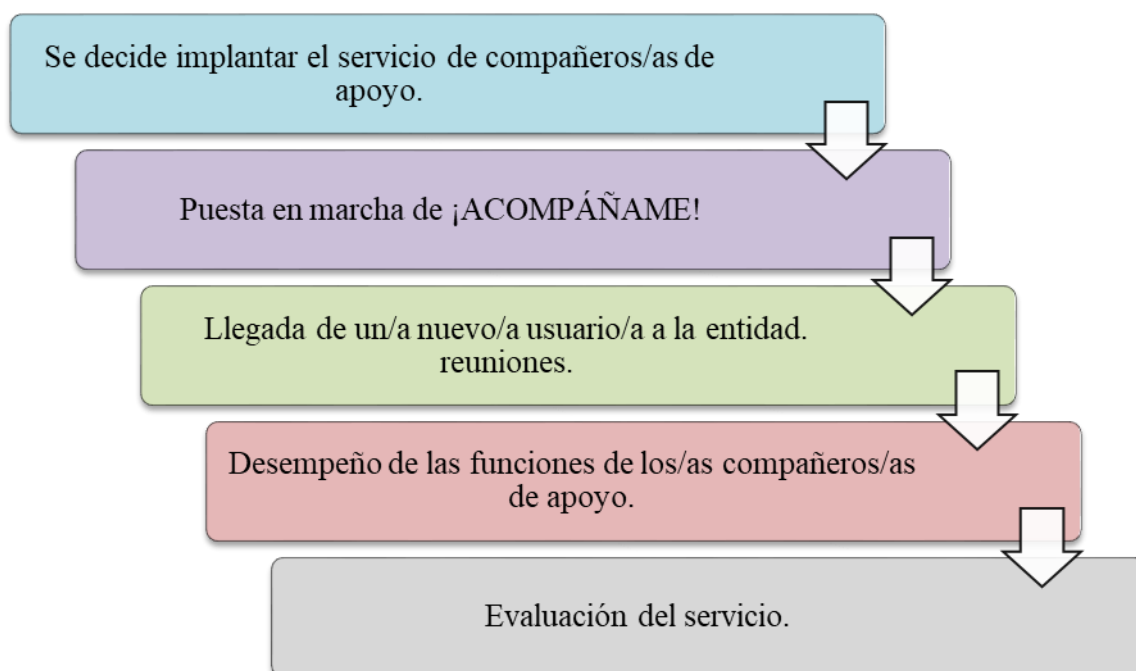 Se decide implantar el servicio de compañeros/as de
apoyo.
Puesta en marcha de ¡ACOMPÁÑAME!
Llegada de un/a nuevo/a usuario/a a la entidad.
reuniones.
Desempeño de las funciones de los/as compañeros/as
de apoyo.
Evaluación del servicio.